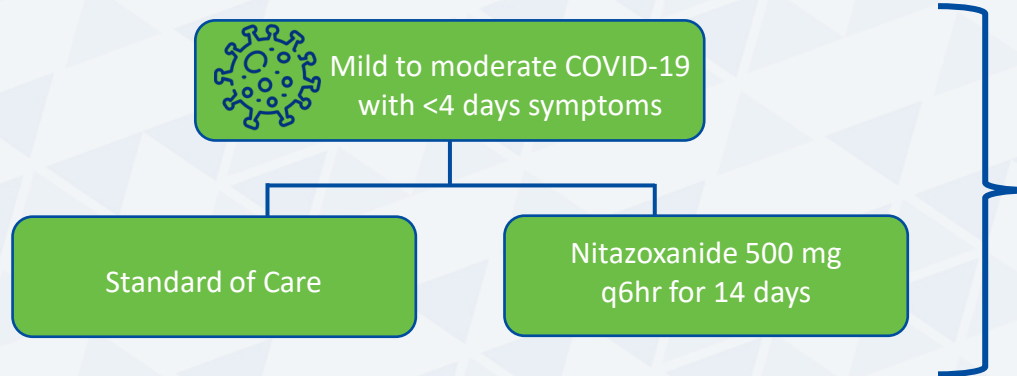 Mild to moderate COVID-19
with <4 days symptoms
Standard of Care
Nitazoxanide 500 mg
q6hr for 14 days